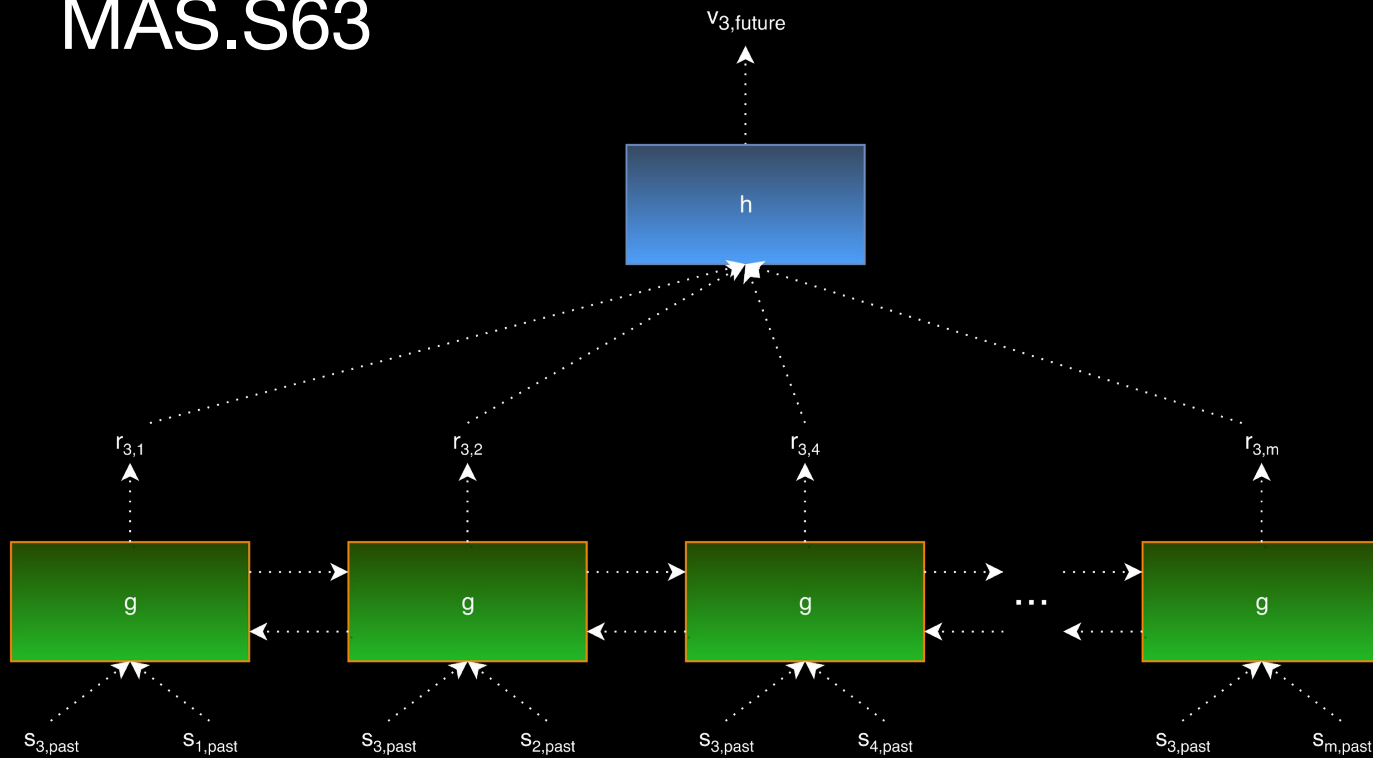 MAS.S63
v3,future
h
r3,1 r3,2 r3,4 r3,m
g g g ... g
s3,past s1,past s3,past s2,past s3,past s4,past s3,past sm,past